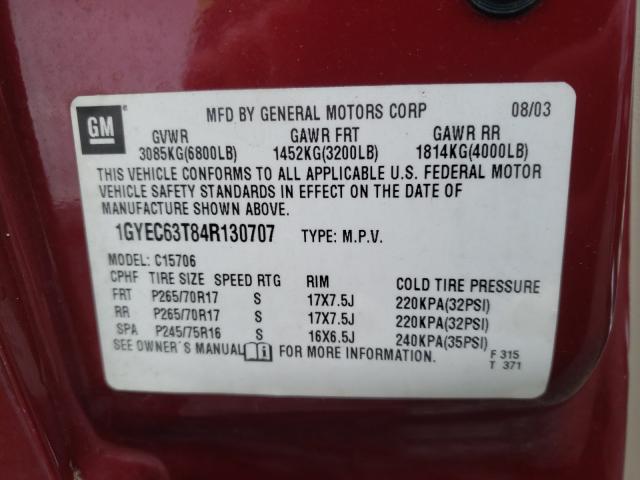 MFD BY GENERAL MOTORS CORP 08/03
GM
GVWR GAWR FRT GAWR RR
3085KG(6800LB) 1452KG(3200LB) 1814KG(4000LB)
THIS VEHICLE CONFORMS TO ALL APPLICABLE U.S. FEDERAL MOTOR
VEHICLE SAFETY STANDARDS IN EFFECT ON THE DATE OF
MANUFACTURE SHOWN ABOVE.
1GYEC63T84R130707 TYPE: M.P.V.
MODEL: C15706
CPHF TIRE SIZE SPEED RTG RIM COLD TIRE PRESSURE
FRT P265/70R17 S 17X7.5J 220KPA(32PSI)
RR P265/70R17 S 17X7.5J 220KPA(32PSI)
SPA P245/75R16 S 16X6.5J 240KPA(35PSI)
SEE OWNER'S MANUAL FOR MORE INFORMATION. F 315
T 371